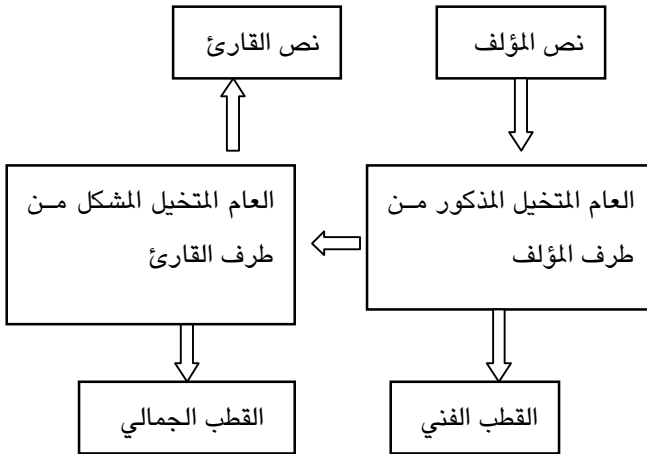 نص المؤلف
نص القارئ
العام المتخيل المذكور مـن
طرف المؤلف
العام المتخيل المشكل مـن
طرف القارئ
القطب الفني
القطب الجمالي